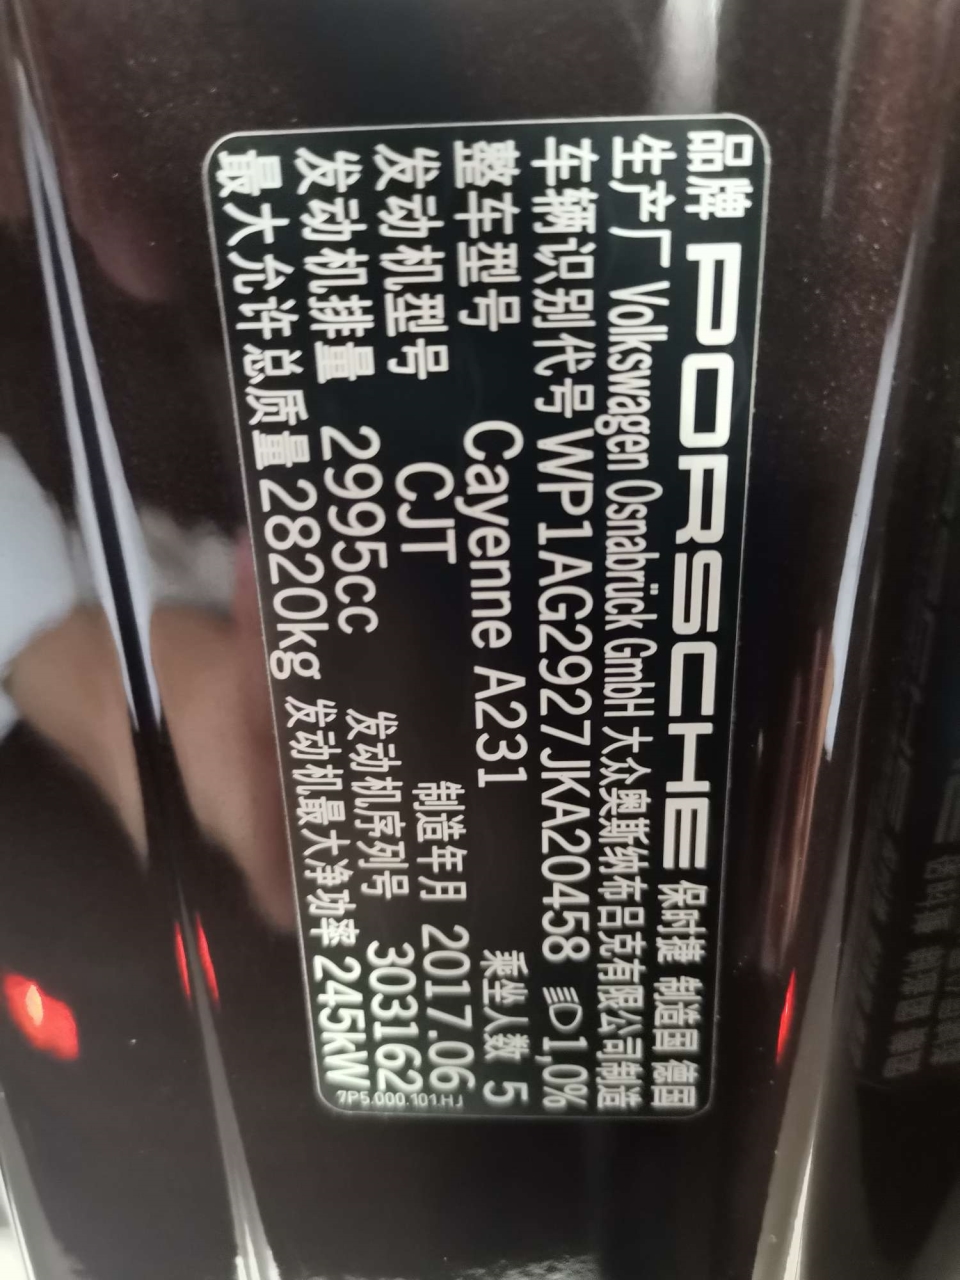 品牌 PORSCHE 保时捷 制造国 德国
生产厂 Volkswagen Osnabrück GmbH 大众奥斯纳布吕克有限公司制造
车辆识别代号 WP1AG2927JKA20458 1,0%
整车型号 Cayenne A231 乘坐人数 5
发动机型号 CJT 制造年月 2017.06
发动机排量 2995cc 发动机序列号 303162
最大允许总质量 2820kg 发动机最大净功率 245kW
7P5.000.101.HJ